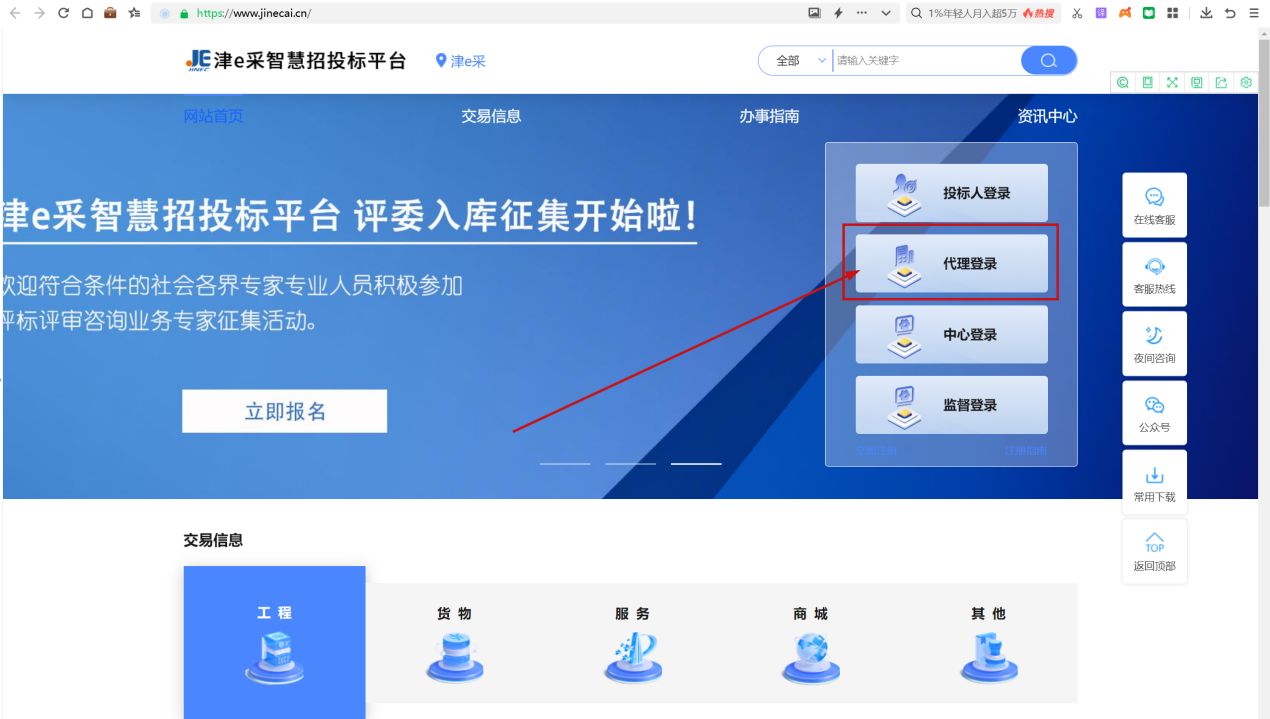 https://www.jinecai.cn/
1%年轻人月入超5万 热搜
译
JE津e采智慧招投标平台
JINEC
津e采
全部
请输入关键字
网站首页
交易信息
办事指南
资讯中心
津e采智慧招投标平台 评委入库征集开始啦!
欢迎符合条件的社会各界专家专业人员积极参加
评标评审咨询业务专家征集活动。
立即报名
投标人登录
代理登录
中心登录
监督登录
注册指南
在线客服
客服热线
夜间咨询
公众号
常用下载
TOP
返回顶部
交易信息
工 程
货 物
服 务
商 城
其 他